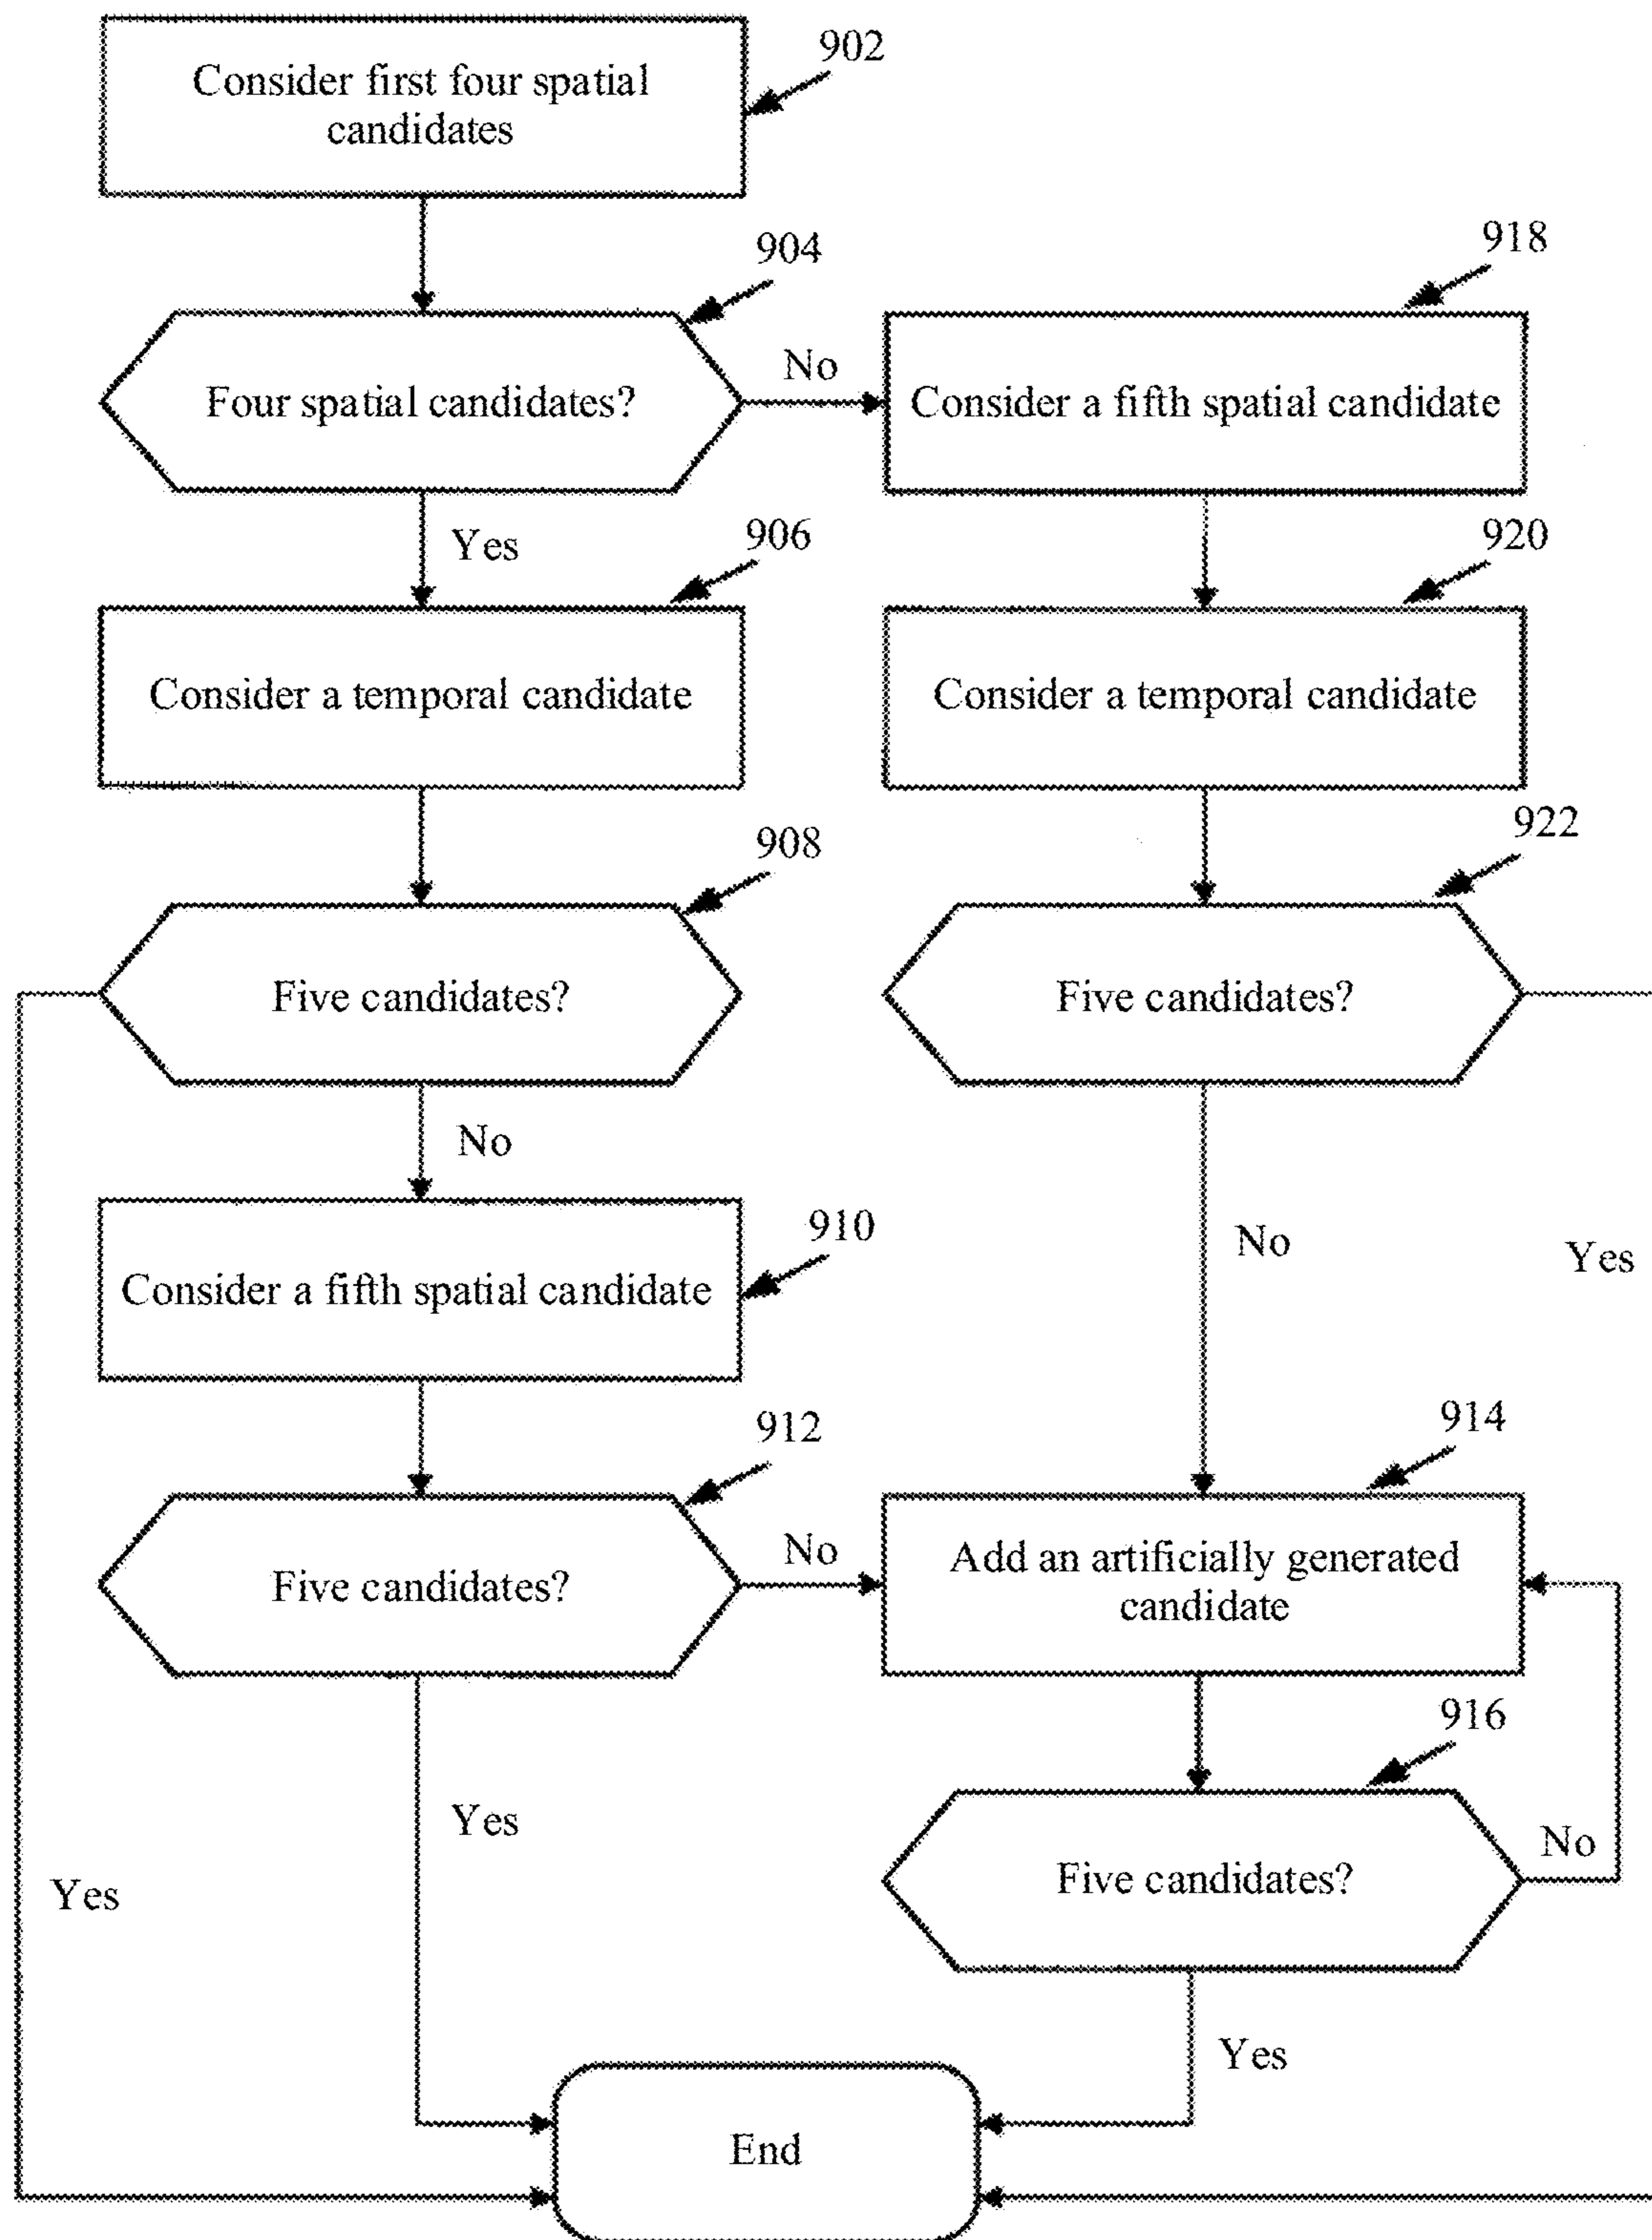 902
Consider first four spatial
candidates
904
918
Four spatial candidates?
No
Consider a fifth spatial candidate
Yes
906
920
Consider a temporal candidate
Consider a temporal candidate
908
922
Five candidates?
Five candidates?
No
910
No
Yes
Consider a fifth spatial candidate
912
914
Five candidates?
No
Add an artificially generated
candidate
916
Yes
No
Five candidates?
Yes
Yes
End